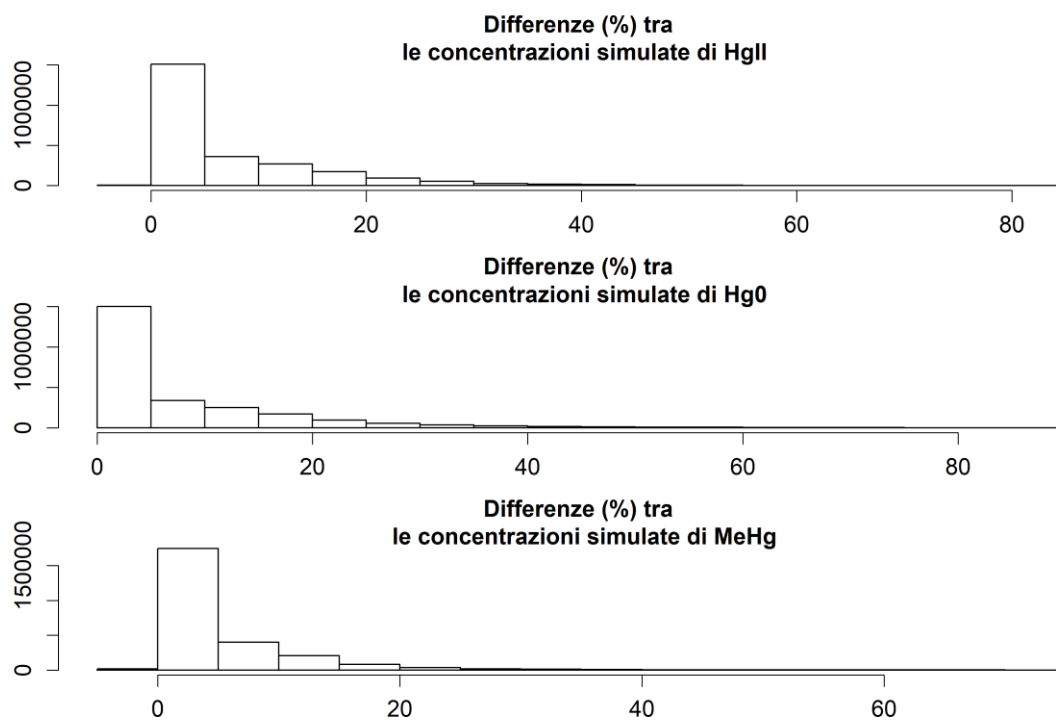 Differenze (%) tra
le concentrazioni simulate di HgII
1000000
0
0 20 40 60 80
Differenze (%) tra
le concentrazioni simulate di Hg0
1000000
0
0 20 40 60 80
Differenze (%) tra
le concentrazioni simulate di MeHg
1500000
0
0 20 40 60